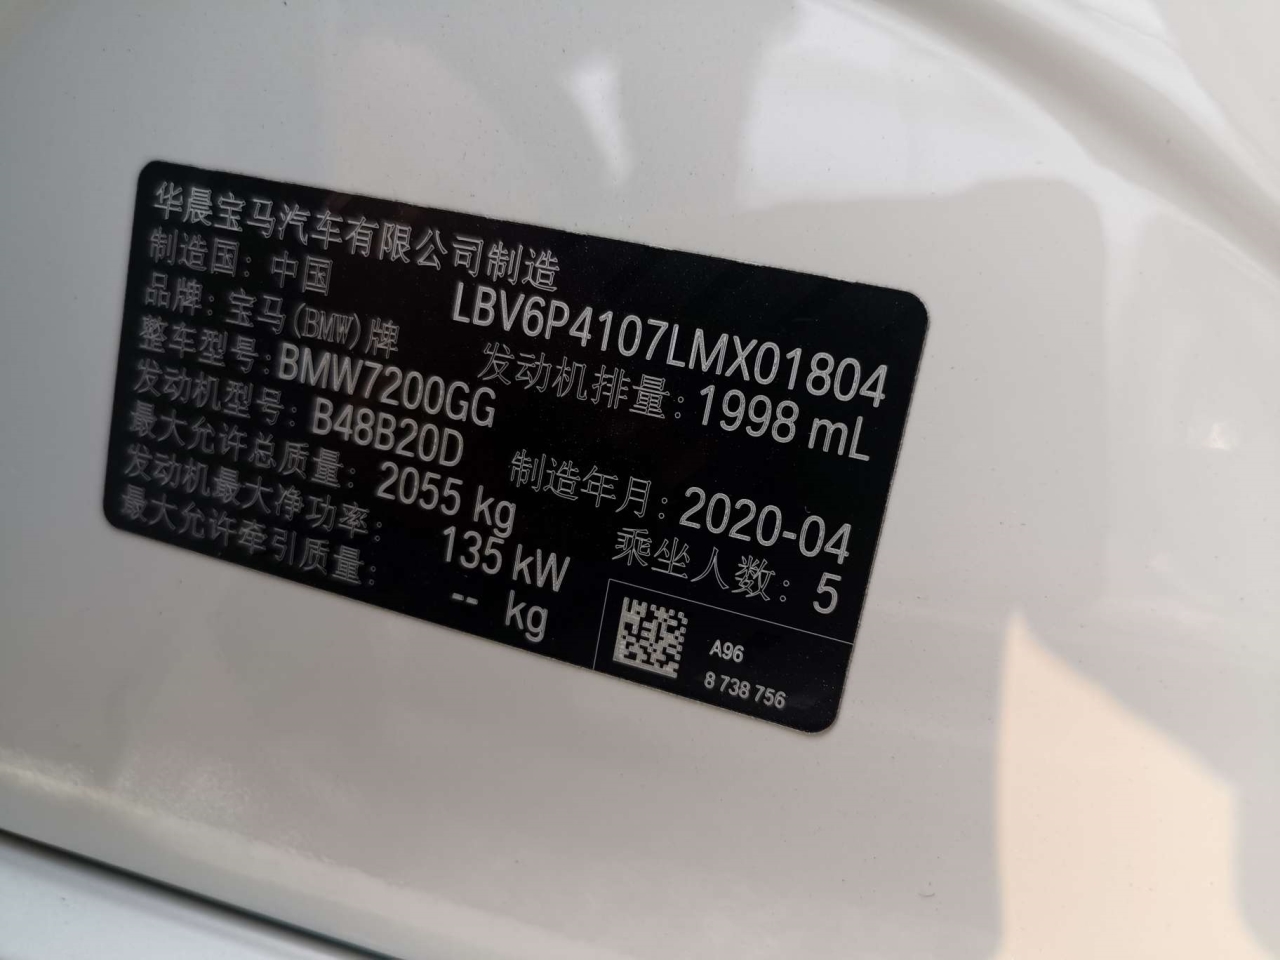 华晨宝马汽车有限公司制造
制造国：中国
LBV6P4107LMX01804
品牌：宝马(BMW)牌
发动机排量：1998 mL
整车型号：BMW7200GG
发动机型号：B48B20D
制造年月：2020-04
最大允许总质量：2055 kg
乘坐人数：5
发动机最大净功率：135 kW
最大允许牵引质量：-- kg
A96
8 738 756